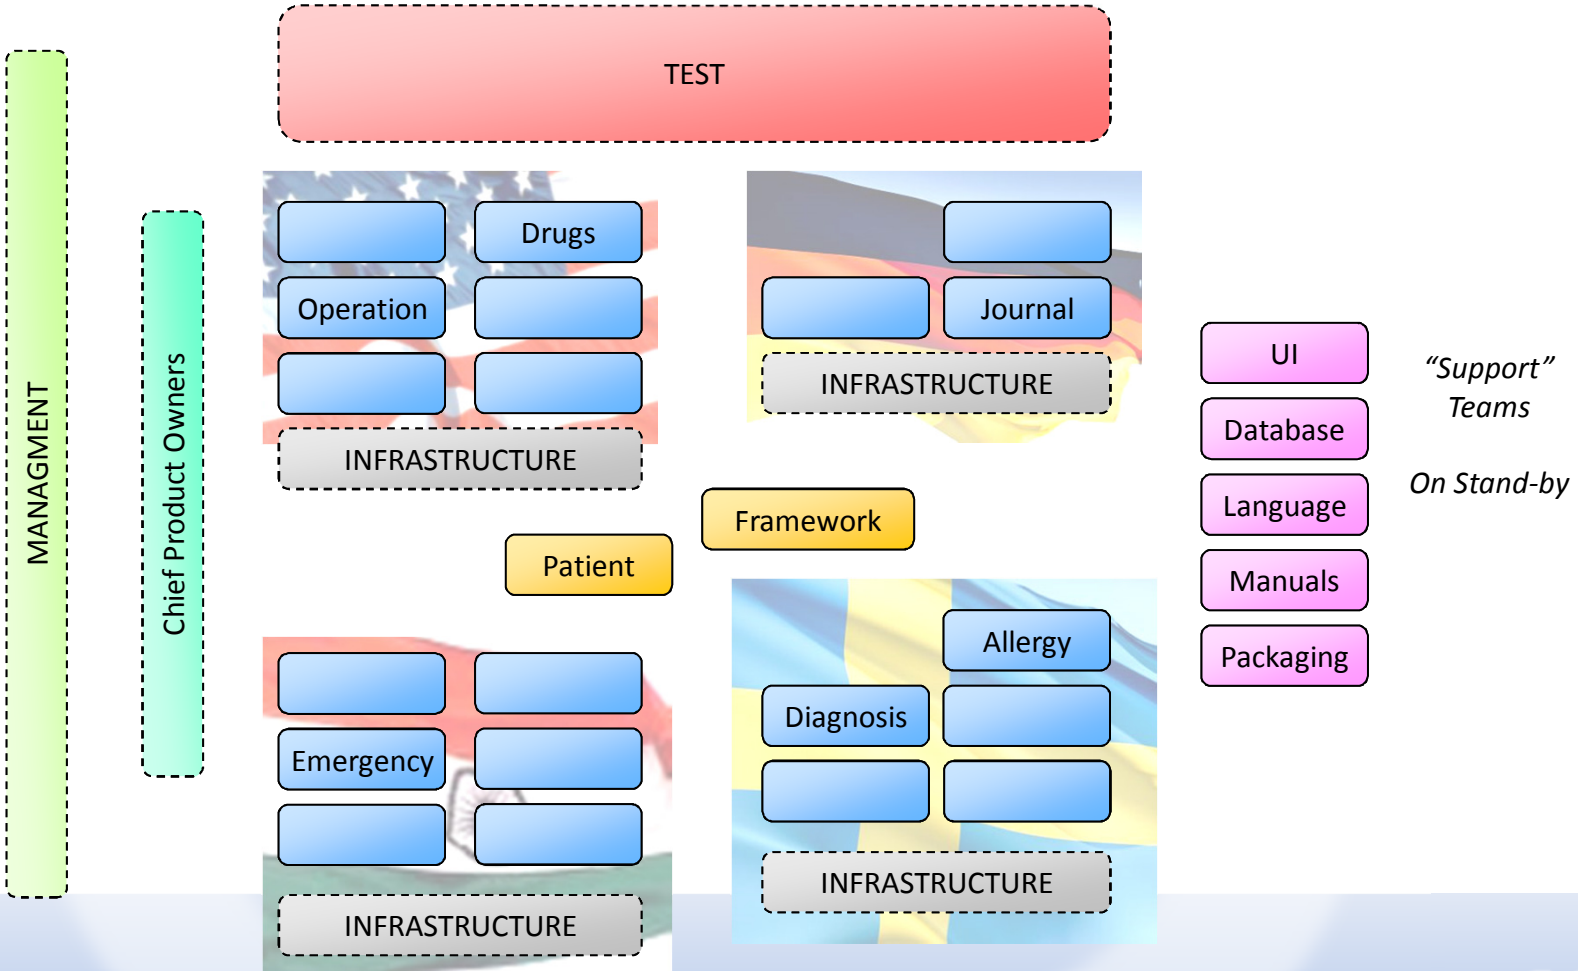 TEST
MANAGMENT
Chief Product Owners
Drugs
Operation
INFRASTRUCTURE
Journal
INFRASTRUCTURE
Patient
Framework
Emergency
INFRASTRUCTURE
Allergy
Diagnosis
INFRASTRUCTURE
UI
Database
Language
Manuals
Packaging
“Support”
Teams
On Stand-by